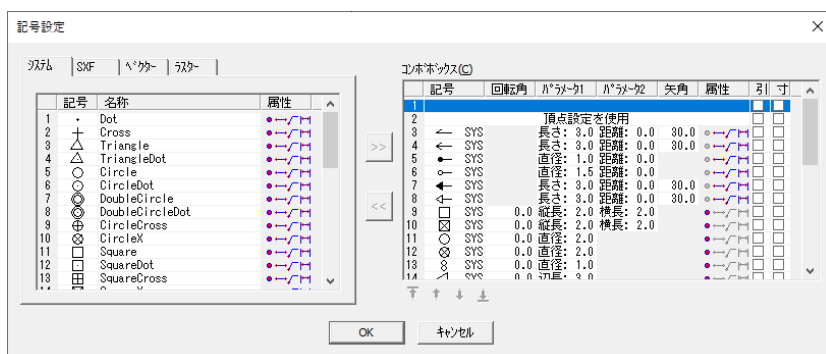 記号設定
システム SXF ベクター ラスター
記号 名称 属性
1 Dot
2 Cross
3 Triangle
4 TriangleDot
5 Circle
6 CircleDot
7 DoubleCircle
8 DoubleCircleDot
9 CircleCross
10 CircleX
11 Square
12 SquareDot
13 SquareCross
>>
<<
コンボボックス(C)
記号 回転角 パラメータ1 パラメータ2 矢角 属性 引 寸
1
2 頂点設定を使用
3 SYS 長さ: 3.0 距離: 0.0 30.0
4 SYS 長さ: 3.0 距離: 0.0 30.0
5 SYS 直径: 1.0 距離: 0.0
6 SYS 直径: 1.5 距離: 0.0
7 SYS 長さ: 3.0 距離: 0.0 30.0
8 SYS 長さ: 3.0 距離: 0.0 30.0
9 SYS 0.0 縦長: 2.0 横長: 2.0
10 SYS 0.0 縦長: 2.0 横長: 2.0
11 SYS 0.0 直径: 2.0
12 SYS 0.0 直径: 2.0
13 SYS 0.0 直径: 1.0
14 SYS 0.0 辺長: 3.0
OK キャンセル